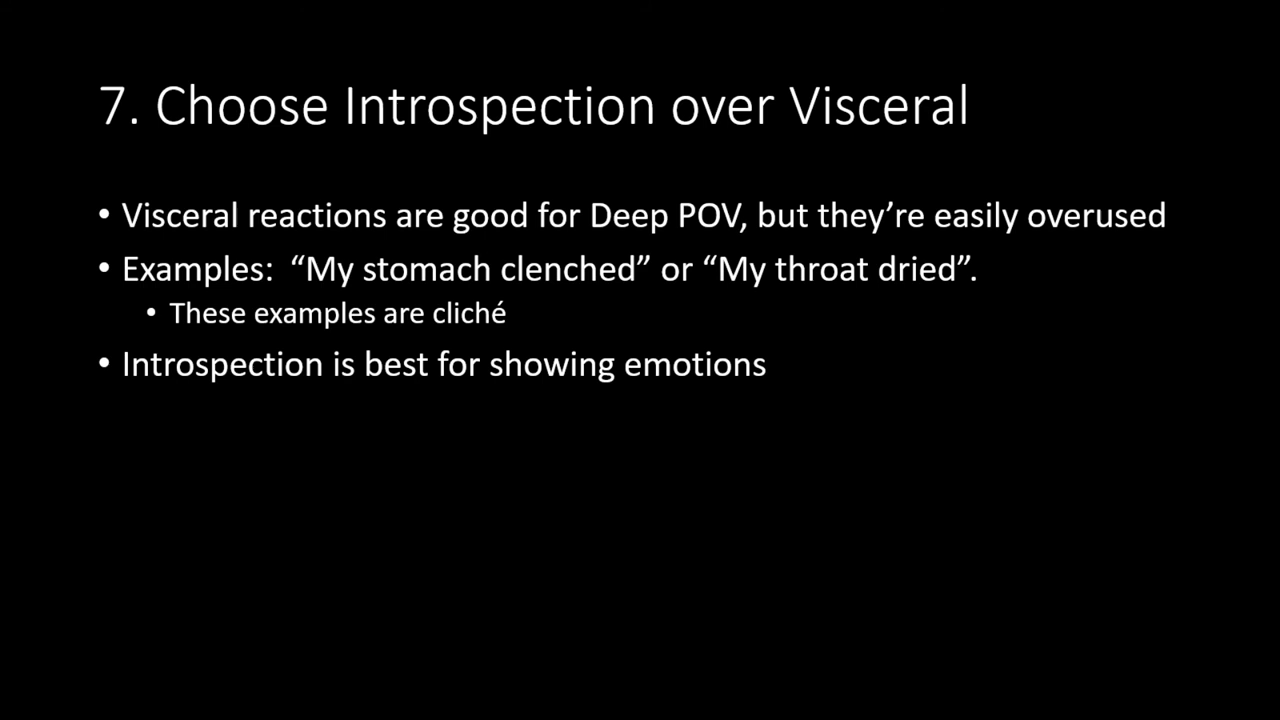 7. Choose Introspection over Visceral
• Visceral reactions are good for Deep POV, but they’re easily overused
• Examples:  “My stomach clenched” or “My throat dried”.
• These examples are cliché
• Introspection is best for showing emotions